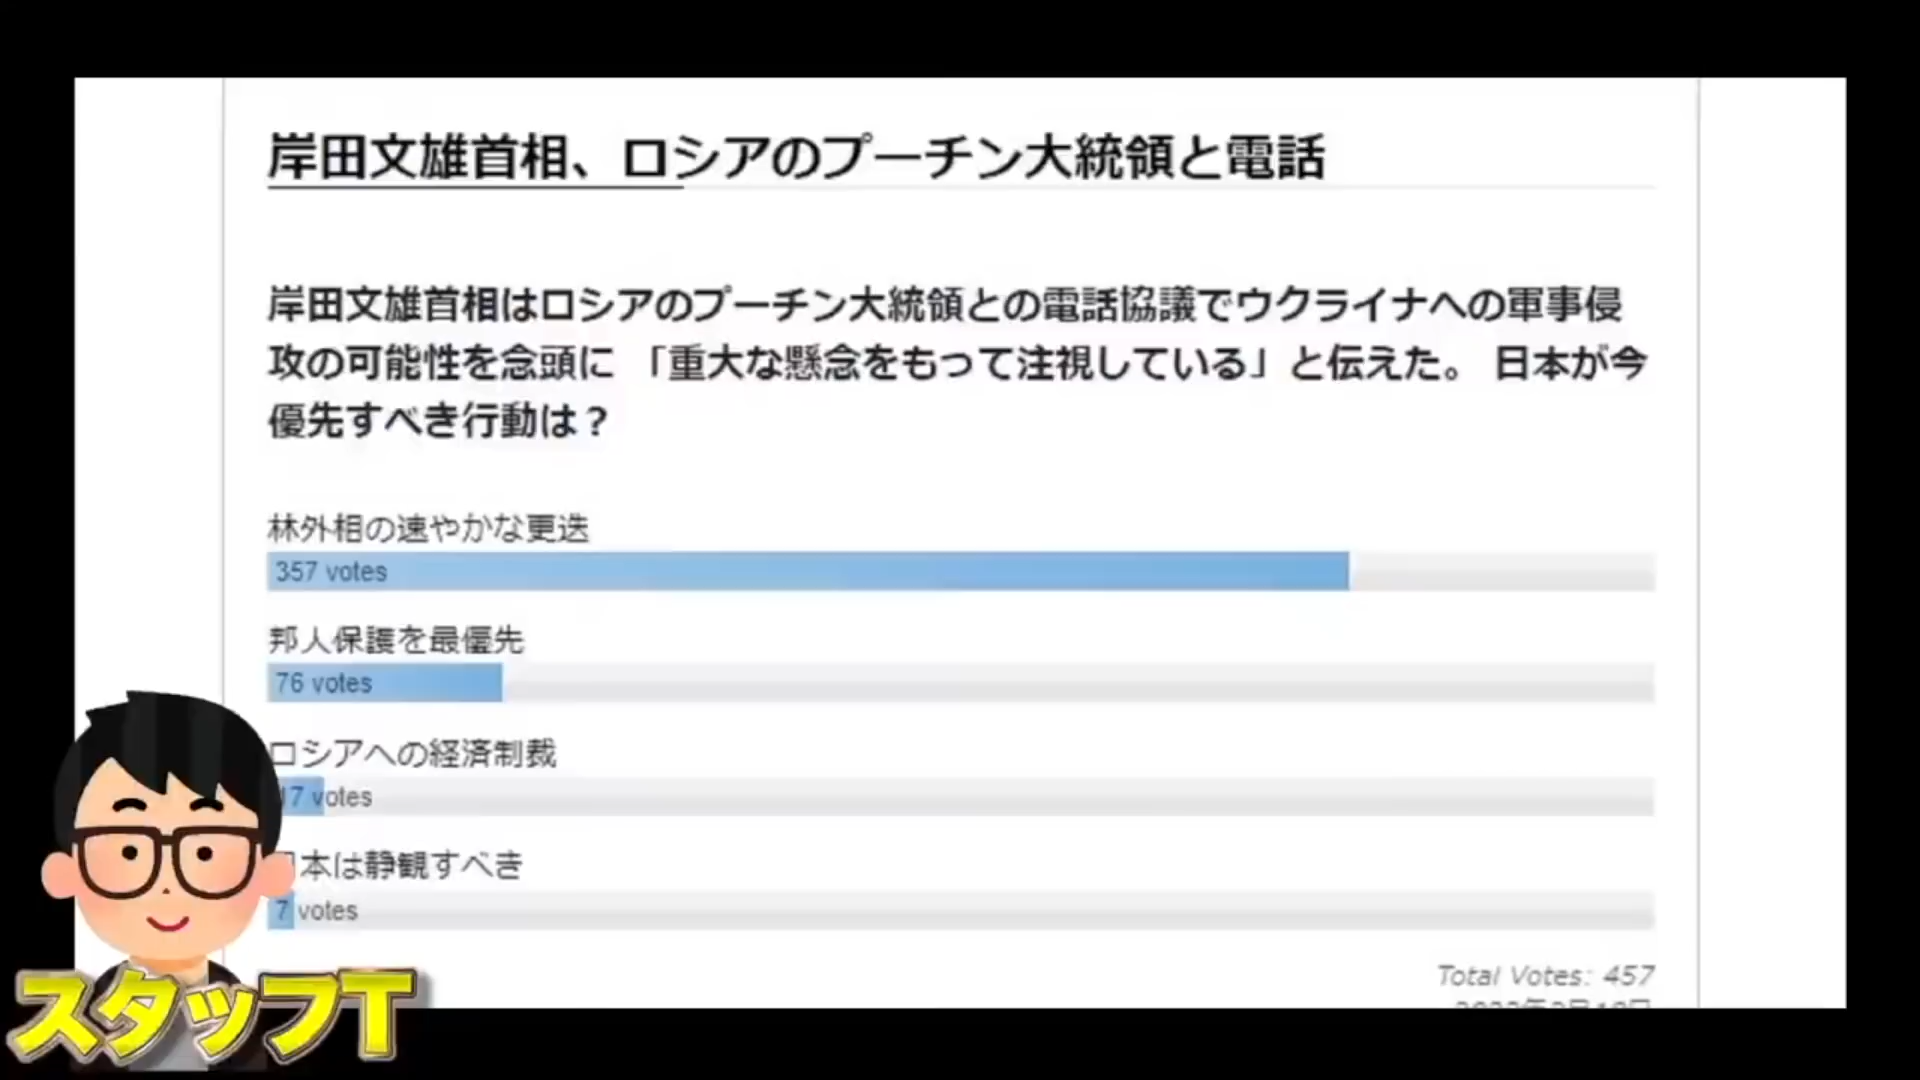 岸田文雄首相、ロシアのプーチン大統領と電話
岸田文雄首相はロシアのプーチン大統領との電話協議でウクライナへの軍事侵
攻の可能性を念頭に 「重大な懸念をもって注視している」と伝えた。 日本が今
優先すべき行動は？
林外相の速やかな更迭
357 votes
邦人保護を最優先
76 votes
ロシアへの経済制裁
17 votes
日本は静観すべき
7 votes
Total Votes: 457
スタッフT